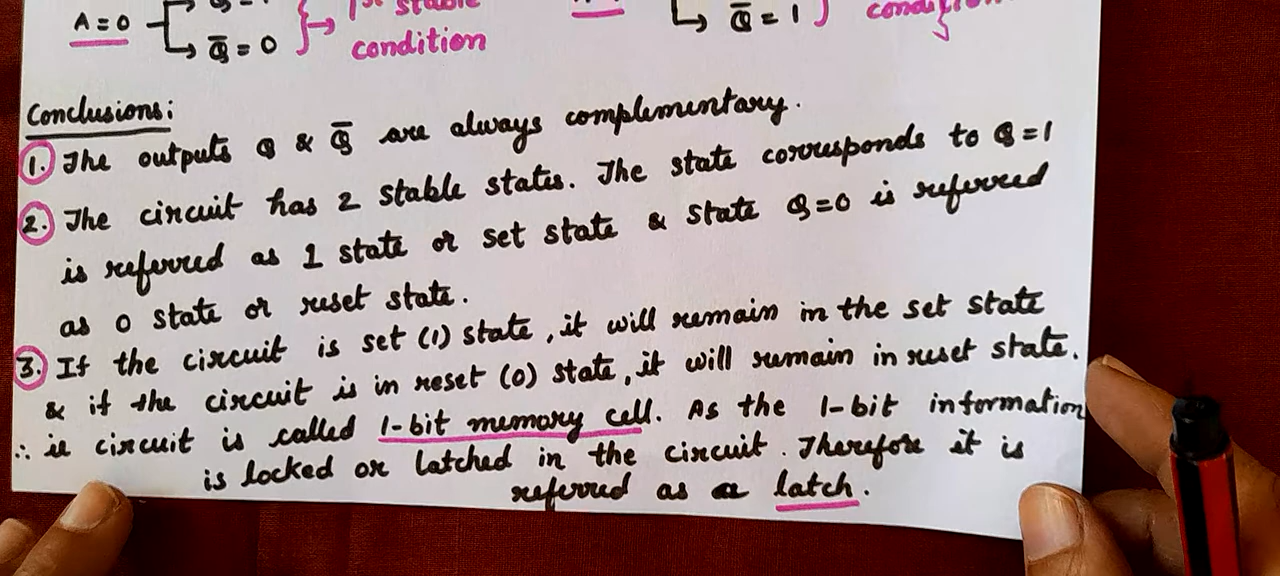 A = 0 → Q̅ = 0 } → 1st stable condition
→ Q̅ = 1 }
Conclusions:
1. The outputs Q & Q̅ are always complementary.
2. The circuit has 2 stable states. The state corresponds to Q = 1
is referred as 1 state or set state & state Q=0 is referred
as 0 state or reset state.
3. If the circuit is set (1) state, it will remain in the set state
& if the circuit is in reset (0) state, it will remain in reset state.
∴ circuit is called 1-bit memory cell. As the 1-bit information
is locked or latched in the circuit. Therefore it is
referred as a latch.